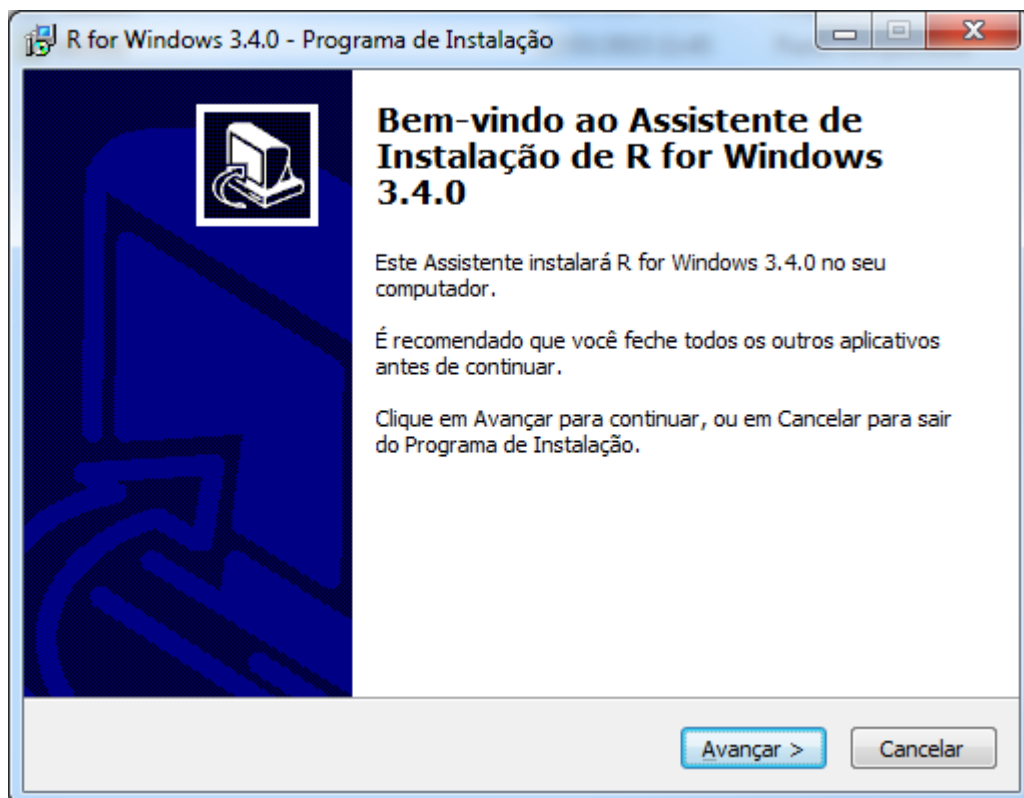 R for Windows 3.4.0 - Programa de Instalação
Bem-vindo ao Assistente de
Instalação de R for Windows
3.4.0
Este Assistente instalará R for Windows 3.4.0 no seu
computador.
É recomendado que você feche todos os outros aplicativos
antes de continuar.
Clique em Avançar para continuar, ou em Cancelar para sair
do Programa de Instalação.
Avançar >
Cancelar